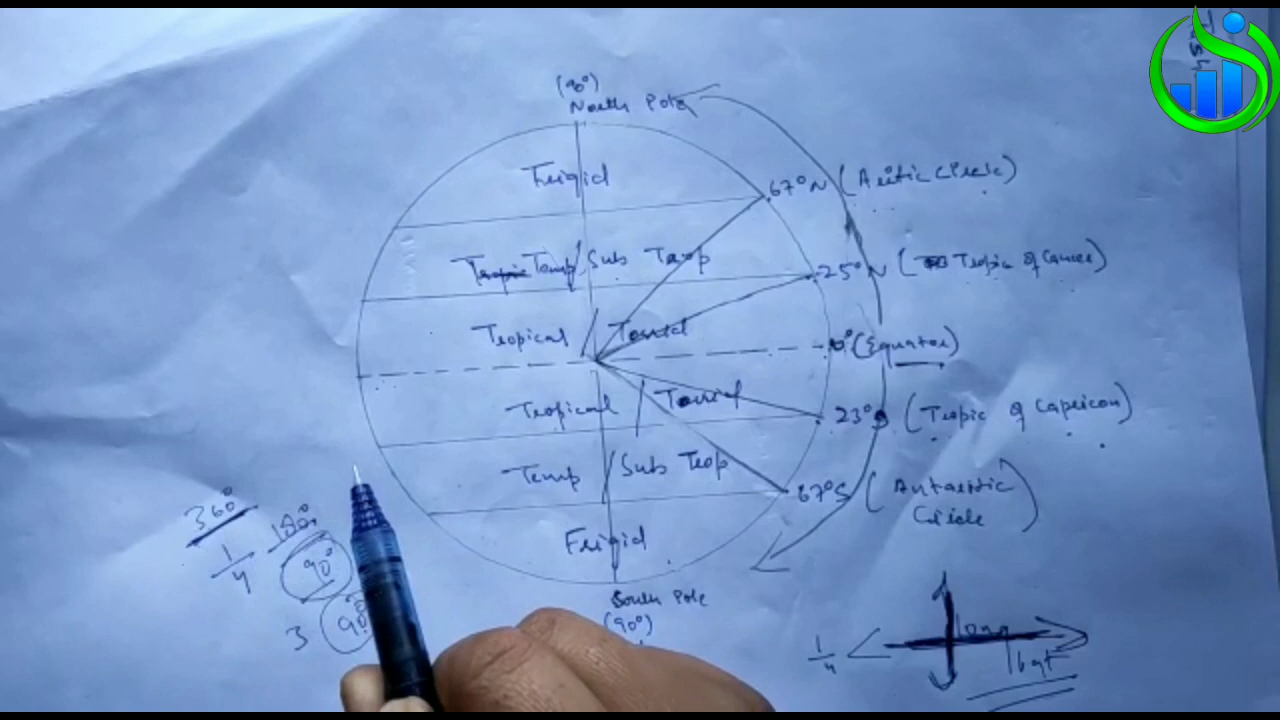 (90°)
North Pole
Frigid
67°N (Arctic Circle)
Temp / Sub Trop
25°N (Tropic of Cancer)
Tropical / Torrid
0° (Equator)
Tropical / Torrid
23°S (Tropic of Capricon)
Temp / Sub Trop
67°S (Antarctic
Circle)
Frigid
South Pole
(90°)
360°
180°
1/4
90°
3
90°
long
1/4